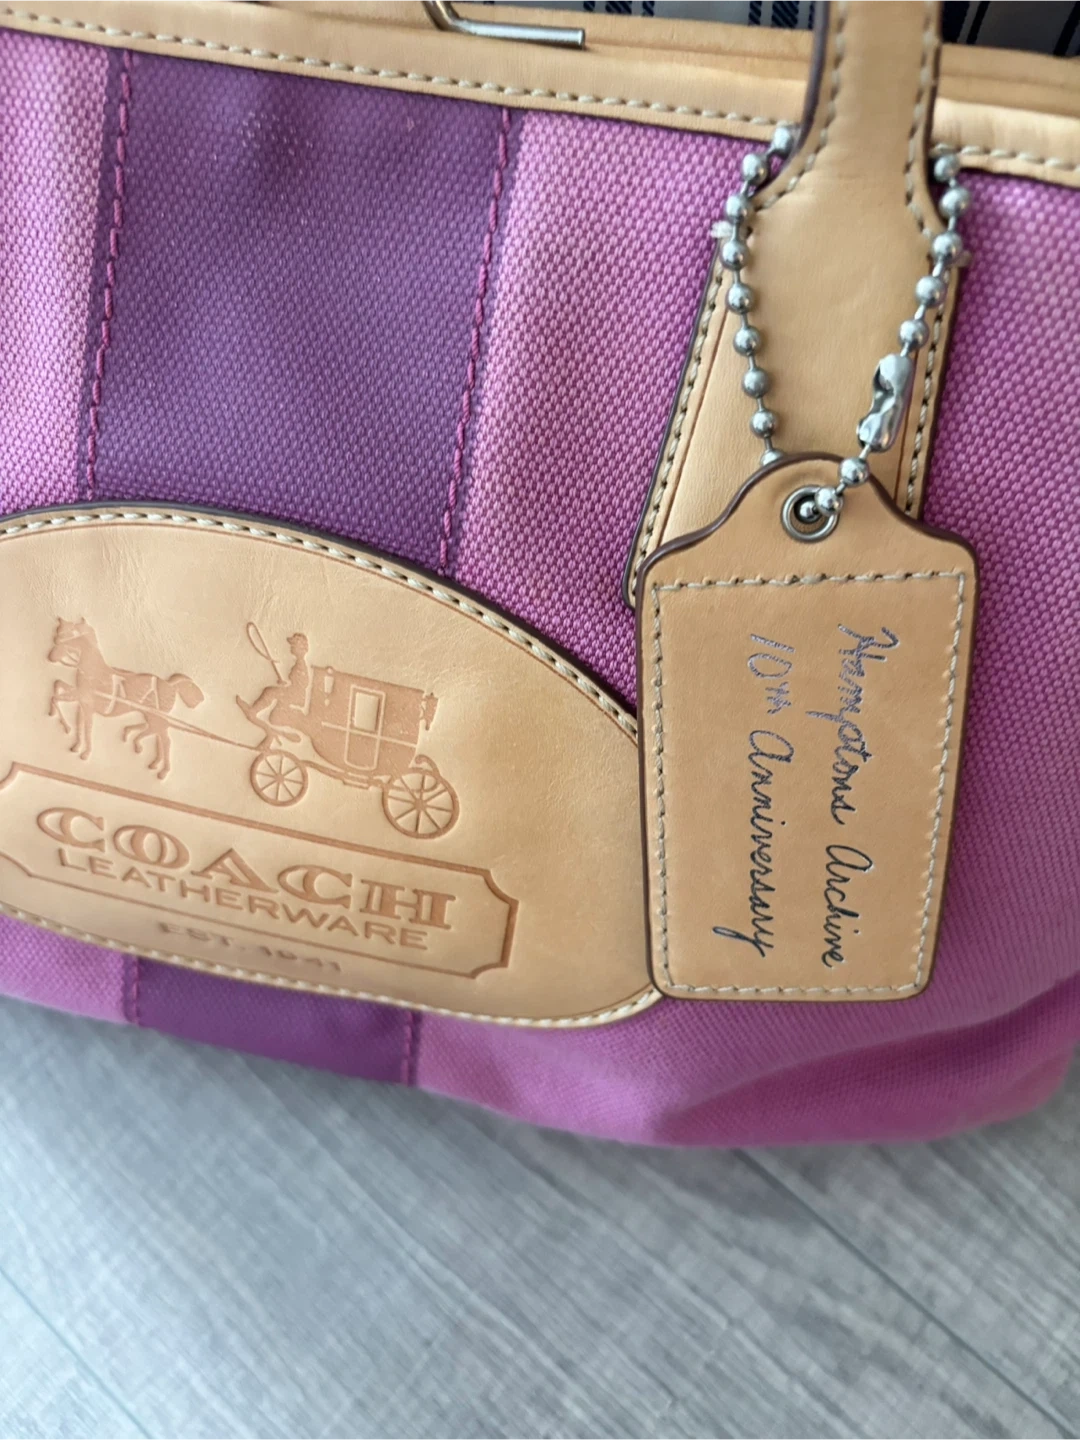 COACH
LEATHERWARE
EST. 1941
Hamptons Archive
10th Anniversary